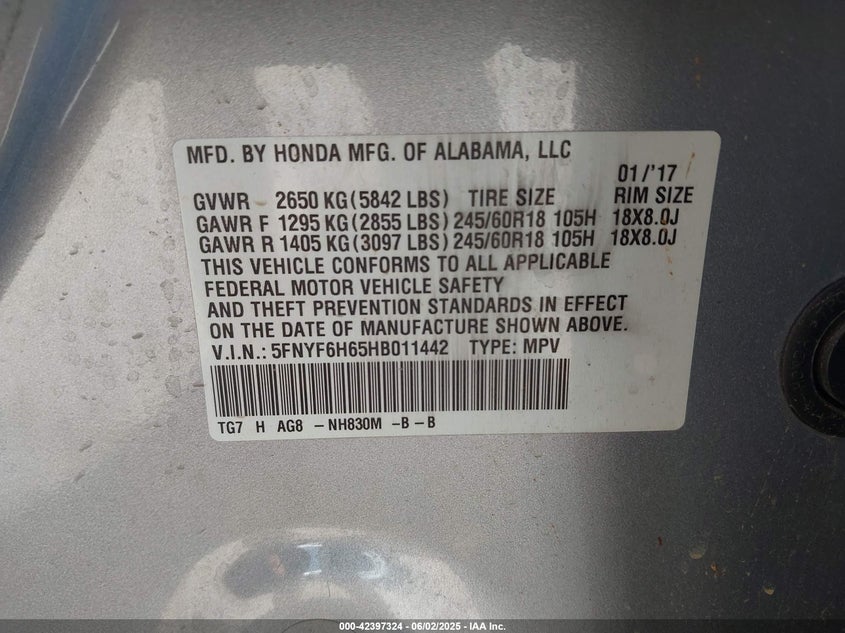 MFD. BY HONDA MFG. OF ALABAMA, LLC
01/'17
GVWR - 2650 KG(5842 LBS) TIRE SIZE RIM SIZE
GAWR F 1295 KG(2855 LBS) 245/60R18 105H 18X8.0J
GAWR R 1405 KG(3097 LBS) 245/60R18 105H 18X8.0J
THIS VEHICLE CONFORMS TO ALL APPLICABLE
FEDERAL MOTOR VEHICLE SAFETY
AND THEFT PREVENTION STANDARDS IN EFFECT
ON THE DATE OF MANUFACTURE SHOWN ABOVE.
V.I.N.: 5FNYF6H65HB011442 TYPE: MPV
TG7 H AG8 - NH830M - B - B
000-42397324 06/02/2025 - IAA Inc.